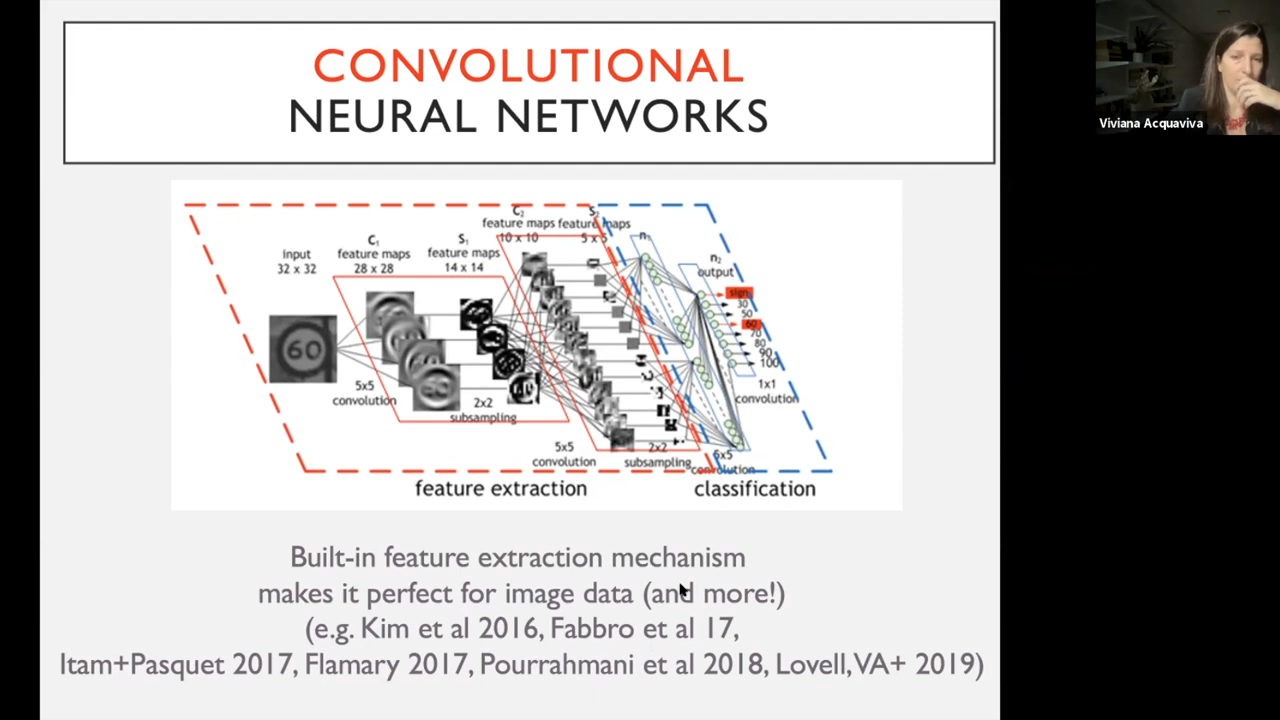 CONVOLUTIONAL
NEURAL NETWORKS
Viviana Acquaviva
input
32 x 32
C1
feature maps
28 x 28
S1
feature maps
14 x 14
C2
feature maps
10 x 10
S2
feature maps
5 x 5
n1
n2
output
sign
30
50
60
70
80
90
100
5x5
convolution
2x2
subsampling
5x5
convolution
2x2
subsampling
convolution
1x1
convolution
feature extraction
classification
Built-in feature extraction mechanism
makes it perfect for image data (and more!)
(e.g. Kim et al 2016, Fabbro et al 17,
Itam+Pasquet 2017, Flamary 2017, Pourrahmani et al 2018, Lovell, VA+ 2019)